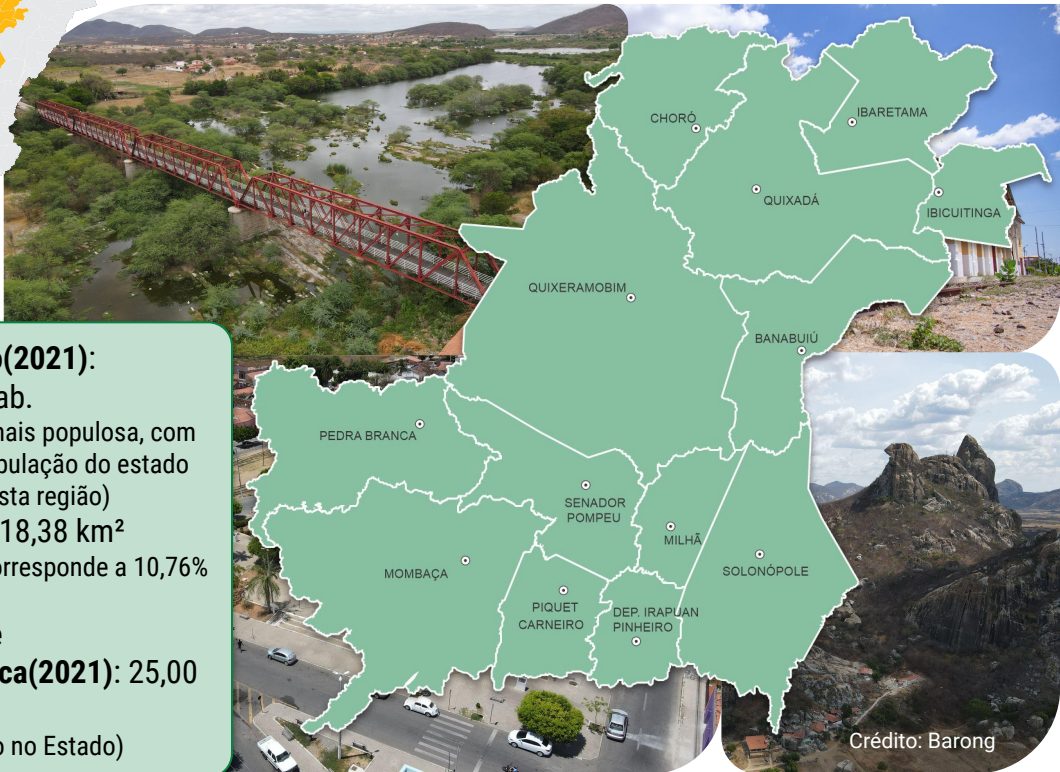 CHORÓ
IBARETAMA
QUIXADÁ
IBICUITINGA
QUIXERAMOBIM
BANABUIÚ
PEDRA BRANCA
SENADOR
POMPEU
MILHÃ
MOMBAÇA
SOLONÓPOLE
PIQUET
CARNEIRO
DEP. IRAPUAN
PINHEIRO
(2021):
ab.
mais populosa, com
população do estado
sta região)
18,38 km²
orresponde a 10,76%
ca(2021): 25,00
o no Estado)
Crédito: Barong